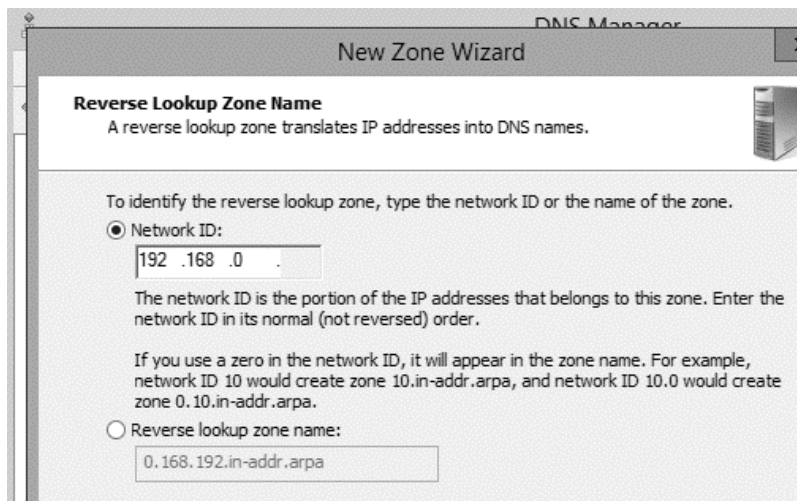 DNS Manager
New Zone Wizard
Reverse Lookup Zone Name
A reverse lookup zone translates IP addresses into DNS names.
To identify the reverse lookup zone, type the network ID or the name of the zone.
Network ID:
192 .168 .0 .
The network ID is the portion of the IP addresses that belongs to this zone. Enter the
network ID in its normal (not reversed) order.
If you use a zero in the network ID, it will appear in the zone name. For example,
network ID 10 would create zone 10.in-addr.arpa, and network ID 10.0 would create
zone 0.10.in-addr.arpa.
Reverse lookup zone name:
0.168.192.in-addr.arpa